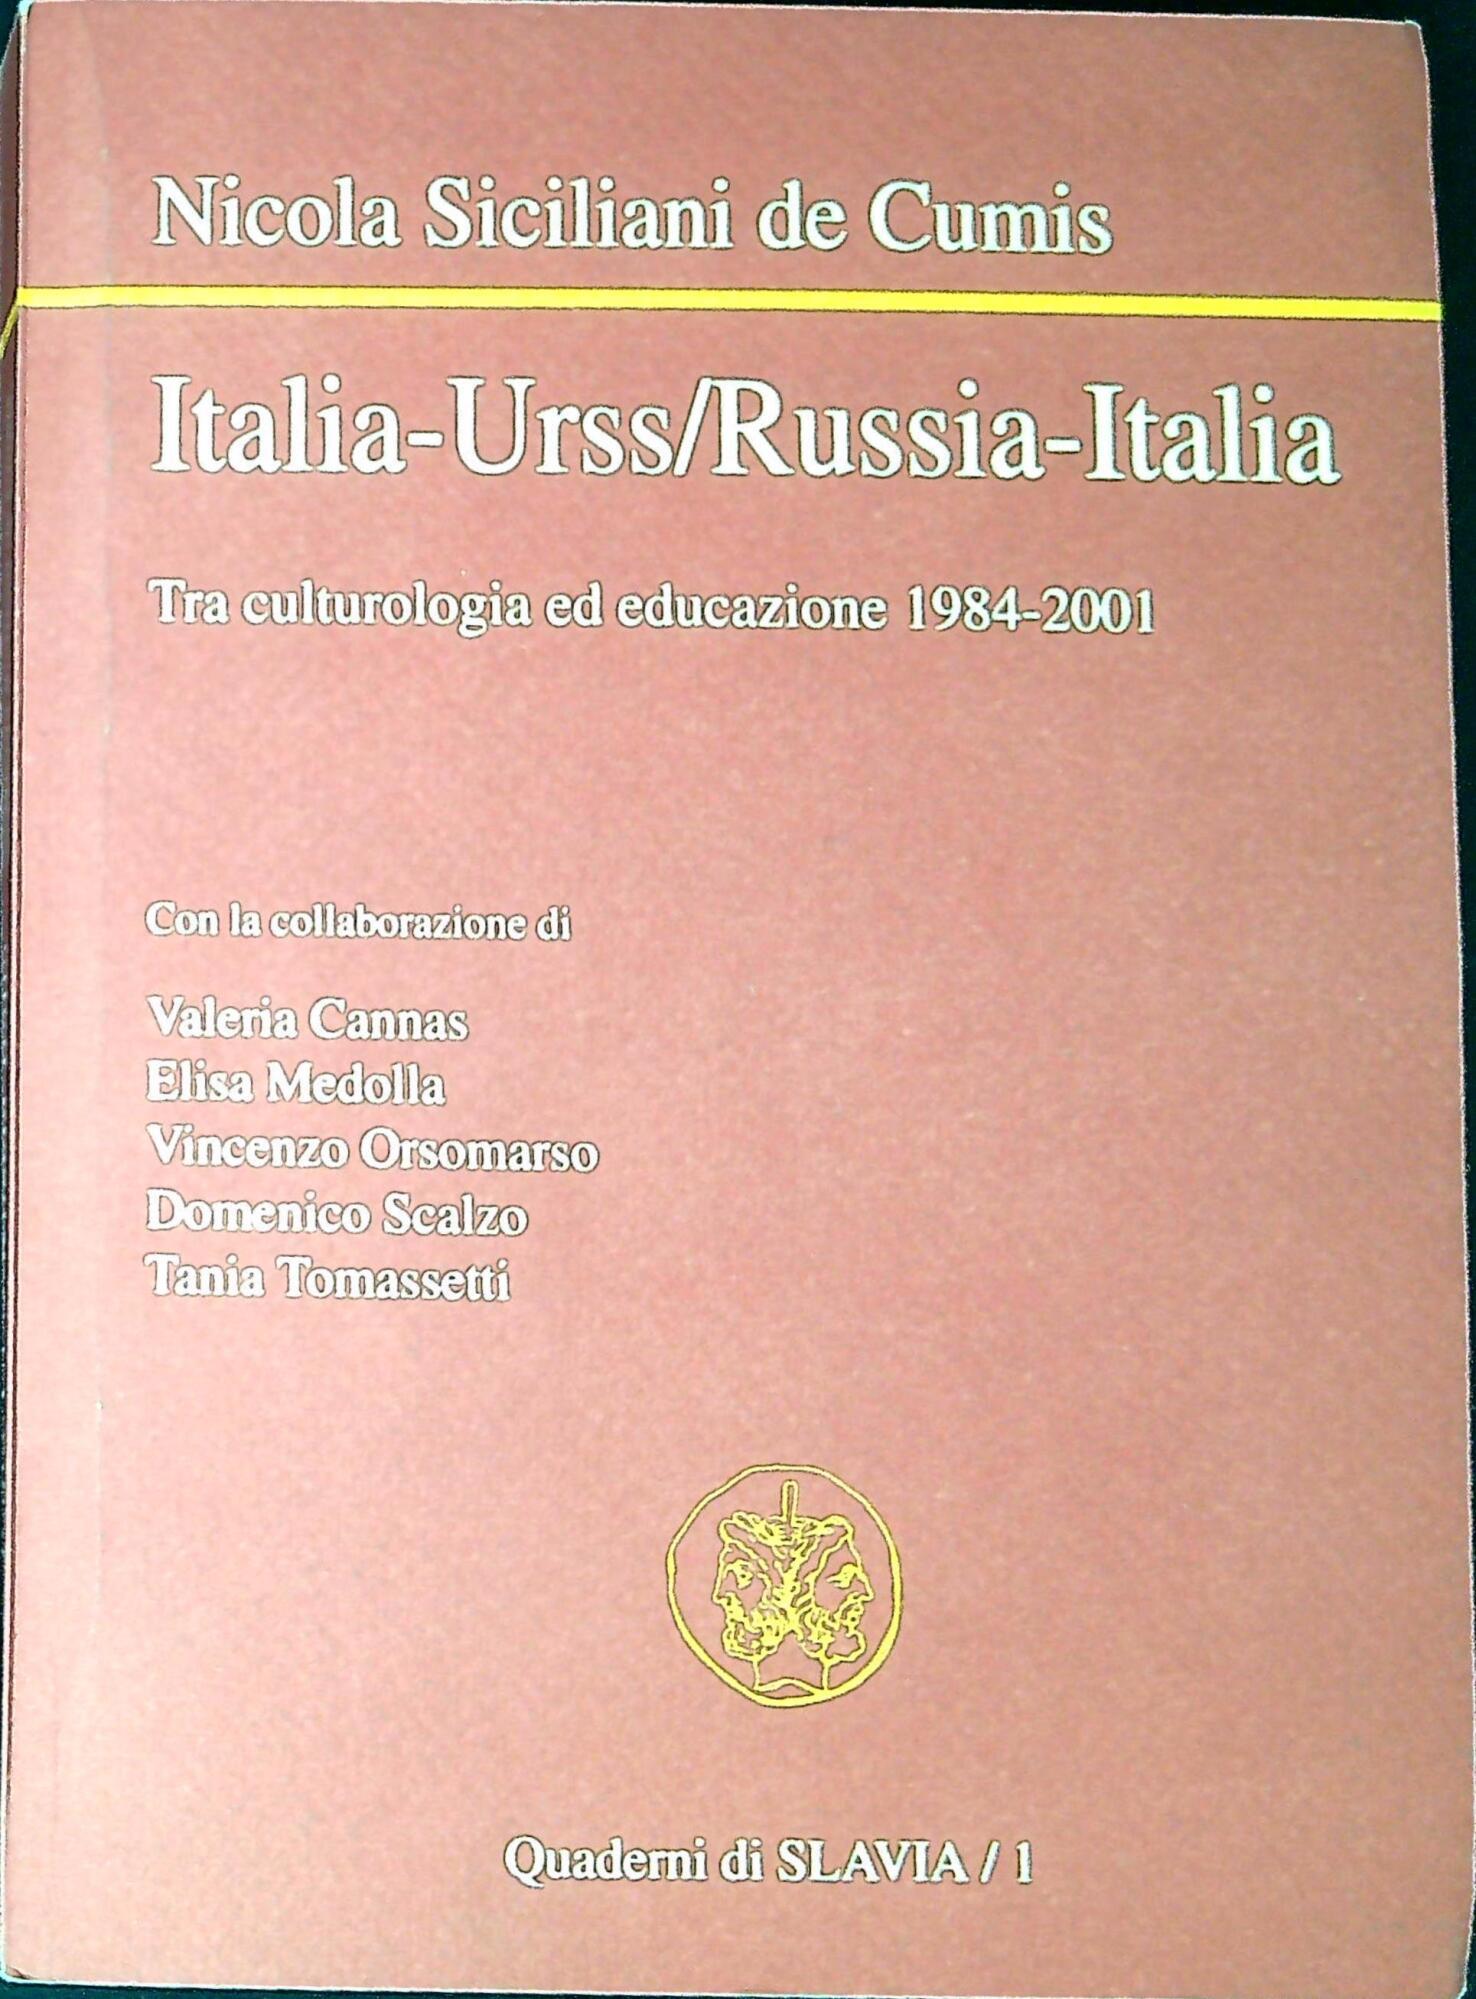 Nicola Siciliani de Cumis
Italia-Urss/Russia-Italia
Tra culturologia ed educazione 1984-2001
Con la collaborazione di
Valeria Cannas
Elisa Medolla
Vincenzo Orsomarso
Domenico Scalzo
Tania Tomassetti
Quaderni di SLAVIA / 1